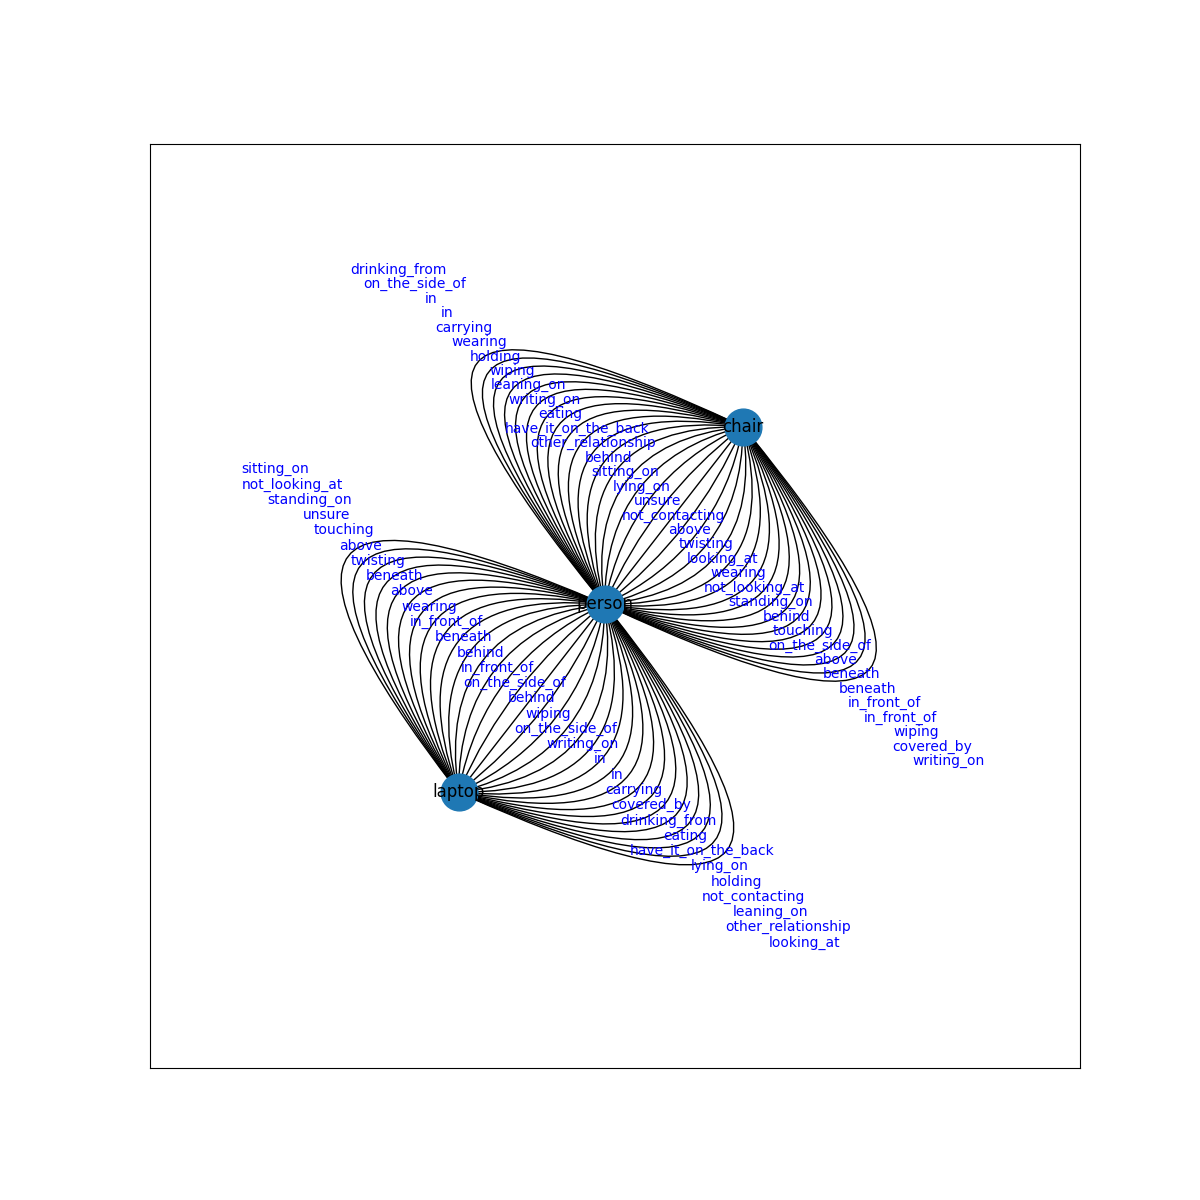 drinking_from
on_the_side_of
in
in
carrying
wearing
holding
wiping
leaning_on
writing_on
eating
chair
have_it_on_the_back
other_relationship
behind
sitting_on
lying_on
unsure
not_contacting
above
twisting
looking_at
wearing
not_looking_at
standing_on
behind
touching
on_the_side_of
above
beneath
beneath
in_front_of
in_front_of
wiping
covered_by
writing_on
sitting_on
not_looking_at
standing_on
unsure
touching
above
twisting
beneath
above
person
wearing
in_front_of
beneath
behind
in_front_of
on_the_side_of
behind
wiping
on_the_side_of
writing_on
in
in
laptop
carrying
covered_by
drinking_from
eating
have_it_on_the_back
lying_on
holding
not_contacting
leaning_on
other_relationship
looking_at